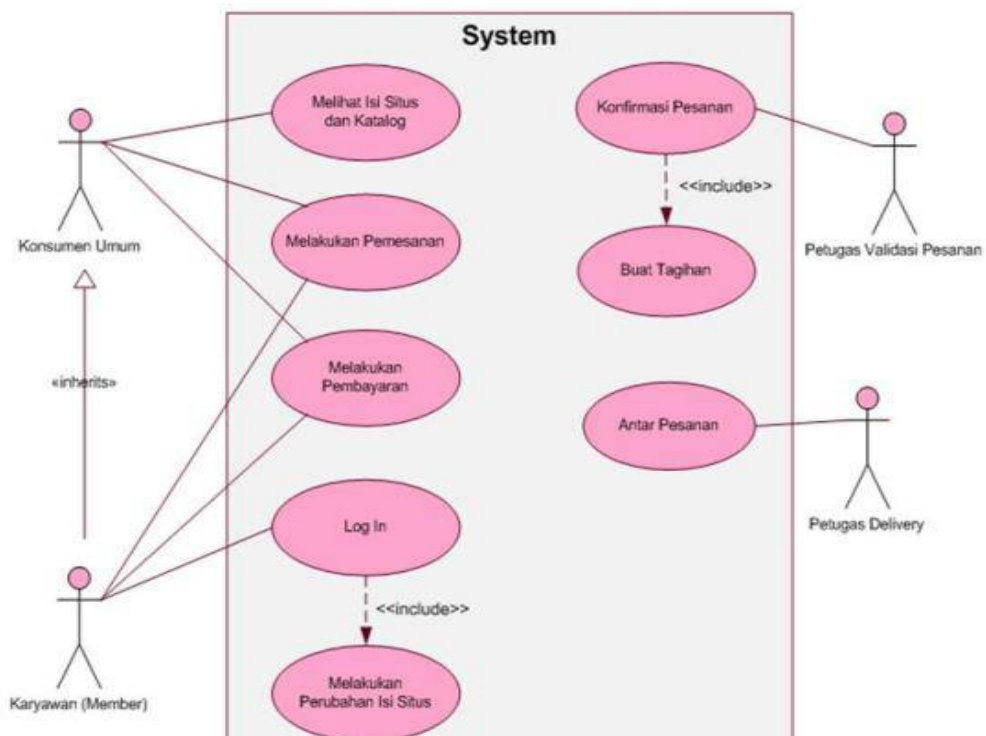 System
Melihat Isi Situs
dan Katalog
Konfirmasi Pesanan
<<include>>
Konsumen Umum
Petugas Validasi Pesanan
Melakukan Pemesanan
Buat Tagihan
«inherits»
Melakukan
Pembayaran
Antar Pesanan
Petugas Delivery
Log In
<<include>>
Karyawan (Member)
Melakukan
Perubahan Isi Situs